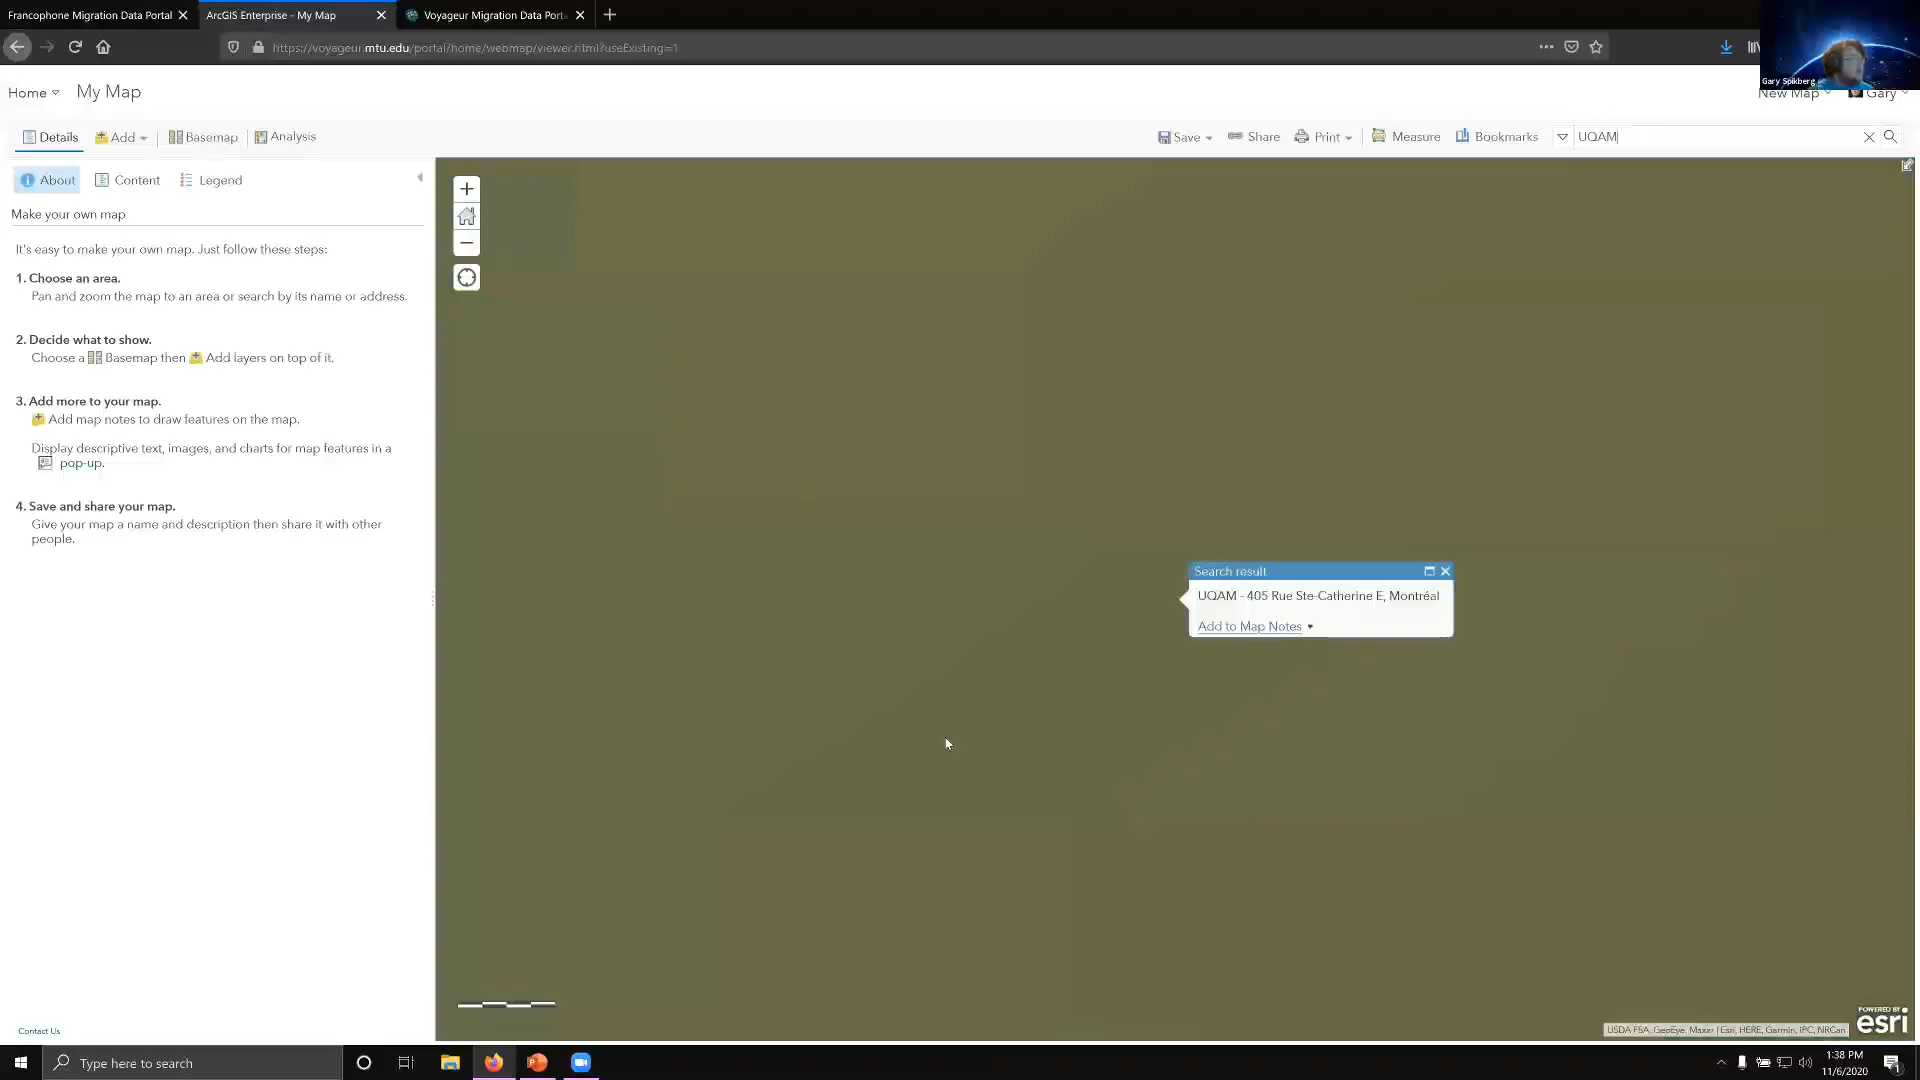 Francophone Migration Data Portal
ArcGIS Enterprise - My Map
Voyageur Migration Data Port
https://voyageur.mtu.edu/portal/home/webmap/viewer.html?useExisting=1
Gary Spikberg
Home
My Map
New Map
Gary
Details
Add
Basemap
Analysis
Save
Share
Print
Measure
Bookmarks
UQAM
About
Content
Legend
Make your own map
It's easy to make your own map. Just follow these steps:
1. Choose an area.
Pan and zoom the map to an area or search by its name or address.
2. Decide what to show.
Choose a Basemap then Add layers on top of it.
3. Add more to your map.
Add map notes to draw features on the map.
Display descriptive text, images, and charts for map features in a
pop-up.
4. Save and share your map.
Give your map a name and description then share it with other
people.
Search result
UQAM - 405 Rue Ste-Catherine E, Montréal
Add to Map Notes
Contact Us
USDA FSA, GeoEye, Maxar | Esri, HERE, Garmin, iPC, NRCan
POWERED BY
esri
Type here to search
1:38 PM
11/6/2020